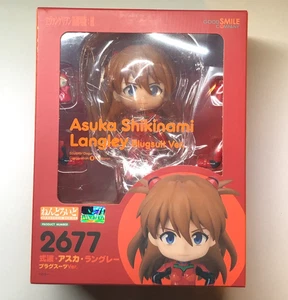 GOOD SMILE
COMPANY
Asuka Shikinami
Langley Plugsuit Ver.
ねんどろいど
2677
式波・アスカ・ラングレー
プラグスーツVer.